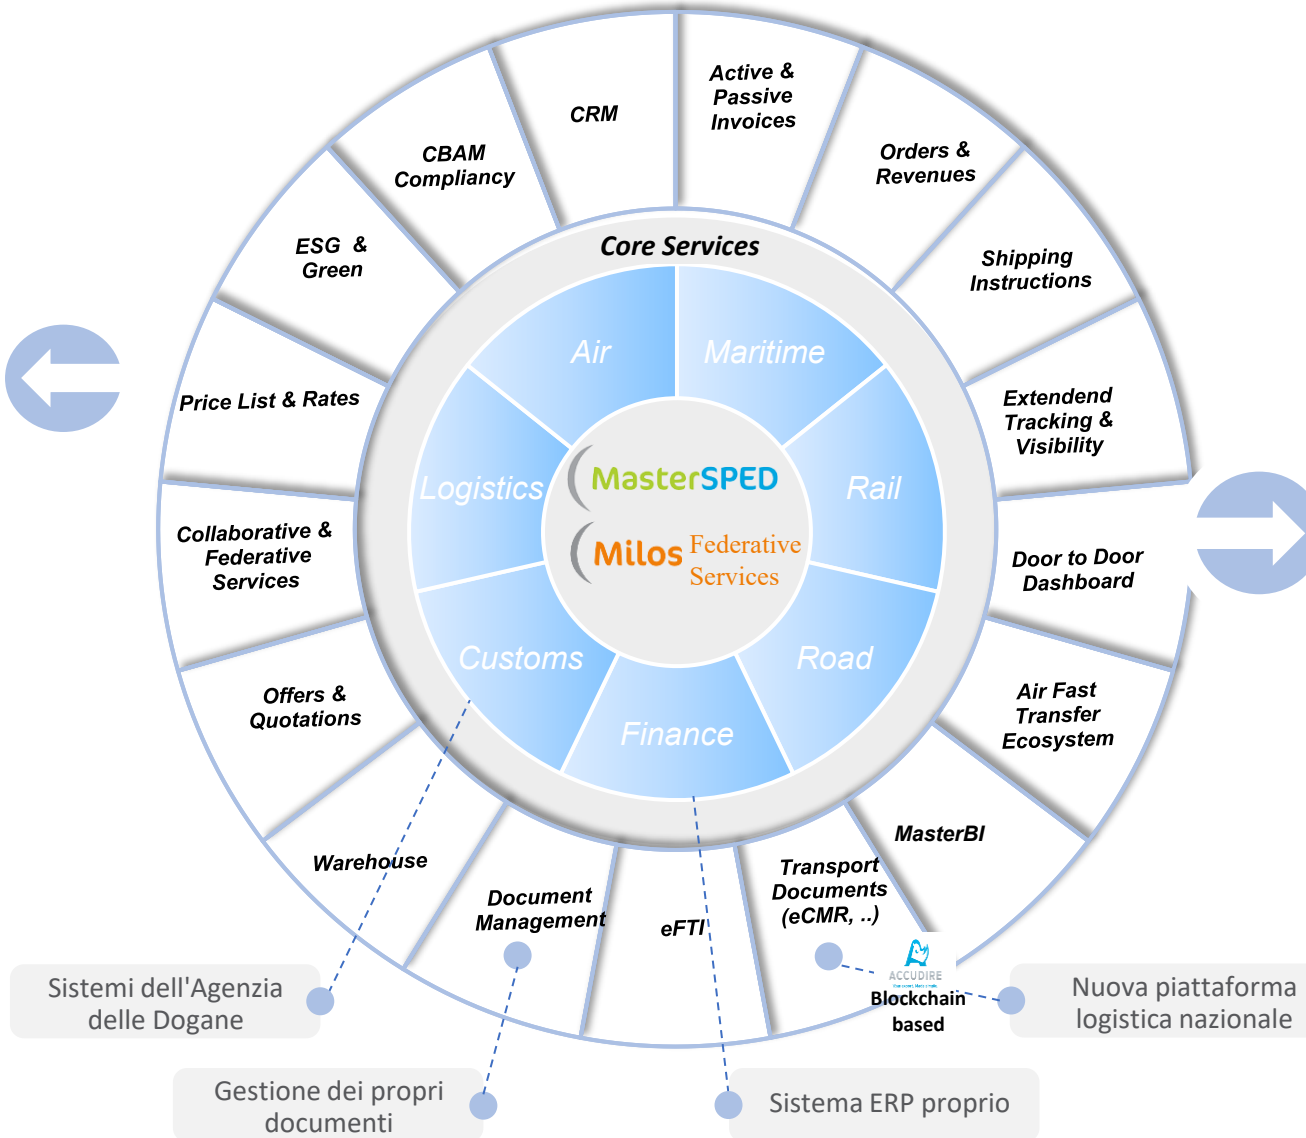 CRM
Active &
Passive
Invoices
Orders &
Revenues
Shipping
Instructions
Extendend
Tracking &
Visibility
Door to Door
Dashboard
Air Fast
Transfer
Ecosystem
MasterBI
Transport
Documents
(eCMR, ..)
eFTI
Document
Management
Warehouse
Offers &
Quotations
Collaborative &
Federative
Services
Price List & Rates
ESG &
Green
CBAM
Compliancy
Core Services
Air
Maritime
Rail
Road
Finance
Customs
Logistics
MasterSPED
Milos
Federative
Services
ACCUDIRE
Blockchain
based
Sistemi dell'Agenzia
delle Dogane
Gestione dei propri
documenti
Sistema ERP proprio
Nuova piattaforma
logistica nazionale